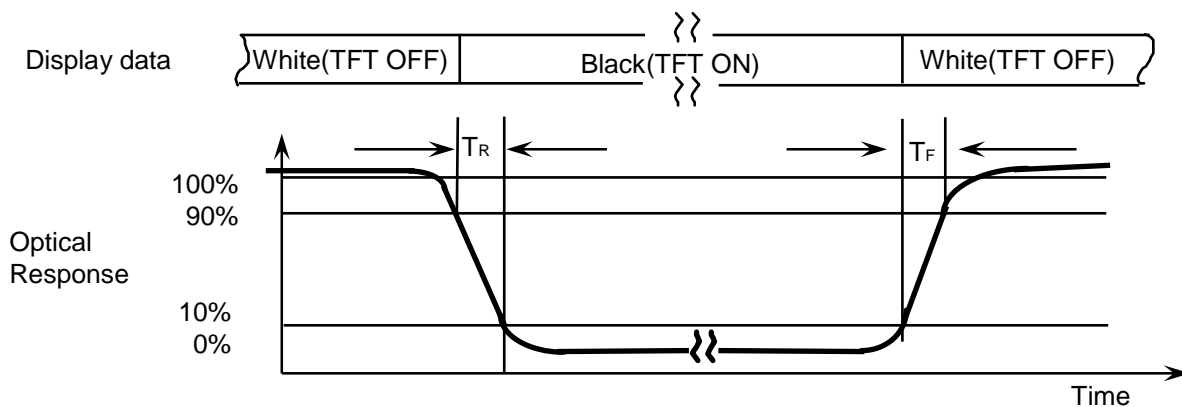 Display data
White(TFT OFF)
Black(TFT ON)
White(TFT OFF)
TR
TF
100%
90%
Optical
Response
10%
0%
Time